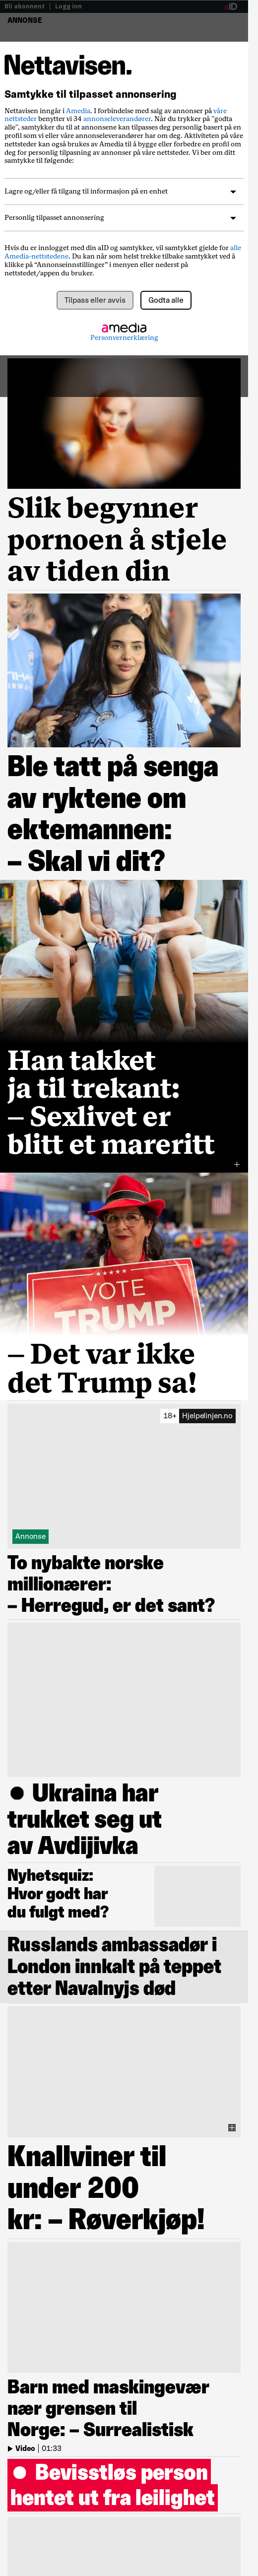 Bli abonnent | Logg inn
aID
ANNONSE
Nettavisen.
Samtykke til tilpasset annonsering
Nettavisen inngår i Amedia. I forbindelse med salg av annonser på våre
nettsteder benytter vi 34 annonseleverandører. Når du trykker på "godta
alle", samtykker du til at annonsene kan tilpasses deg personlig basert på en
profil som vi eller våre annonseleverandører har om deg. Aktiviteten på våre
nettsteder kan også brukes av Amedia til å bygge eller forbedre en profil om
deg for personlig tilpasning av annonser på våre nettsteder. Vi ber om ditt
samtykke til følgende:
Lagre og/eller få tilgang til informasjon på en enhet
Personlig tilpasset annonsering
Hvis du er innlogget med din aID og samtykker, vil samtykket gjelde for alle
Amedia-nettstedene. Du kan når som helst trekke tilbake samtykket ved å
klikke på “Annonseinnstillinger” i menyen eller nederst på
nettstedet/appen du bruker.
Tilpass eller avvis
Godta alle
amedia
Personvernerklæring
Slik begynner
pornoen å stjele
av tiden din
Ble tatt på senga
av ryktene om
ektemannen:
– Skal vi dit?
Han takket
ja til trekant:
– Sexlivet er
blitt et mareritt
VOTE
TRUMP
– Det var ikke
det Trump sa!
18+ Hjelpelinjen.no
Annonse
To nybakte norske
millionærer:
– Herregud, er det sant?
Ukraina har
trukket seg ut
av Avdijivka
Nyhetsquiz:
Hvor godt har
du fulgt med?
Russlands ambassadør i
London innkalt på teppet
etter Navalnyjs død
Knallviner til
under 200
kr: – Røverkjøp!
Barn med maskingevær
nær grensen til
Norge: – Surrealistisk
Video | 01:33
Bevisstløs person
hentet ut fra leilighet